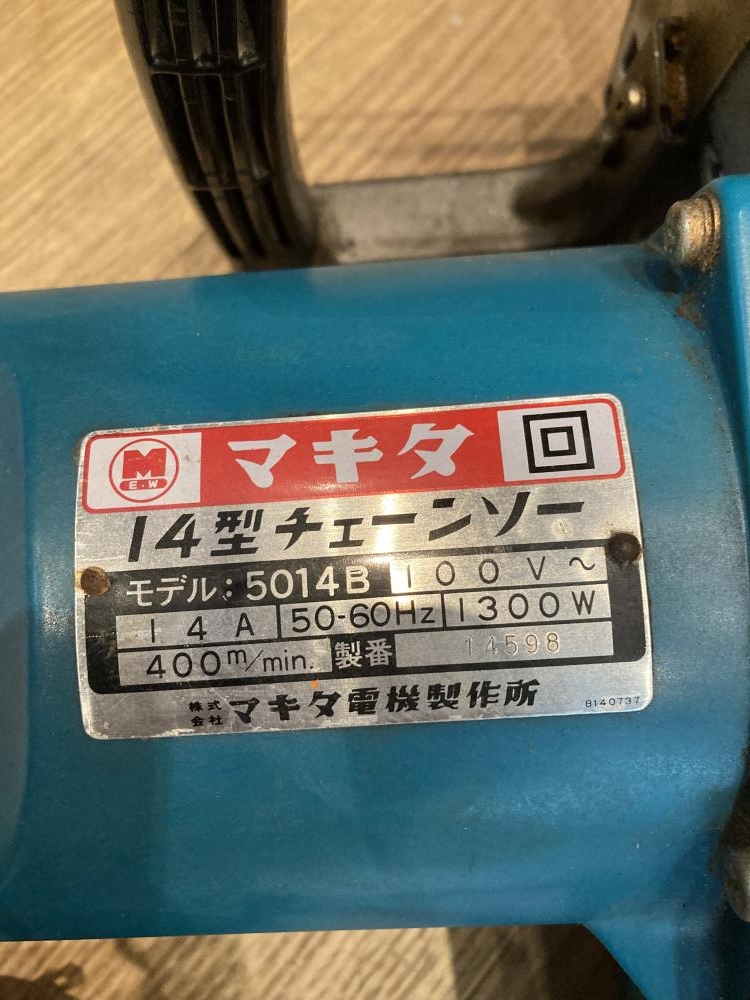 M
E.W
マキタ
14型チェーンソー
モデル:5014B 100V~
14A 50-60Hz 1300W
400m/min. 製番 14598
株式会社 マキタ電機製作所
8140737